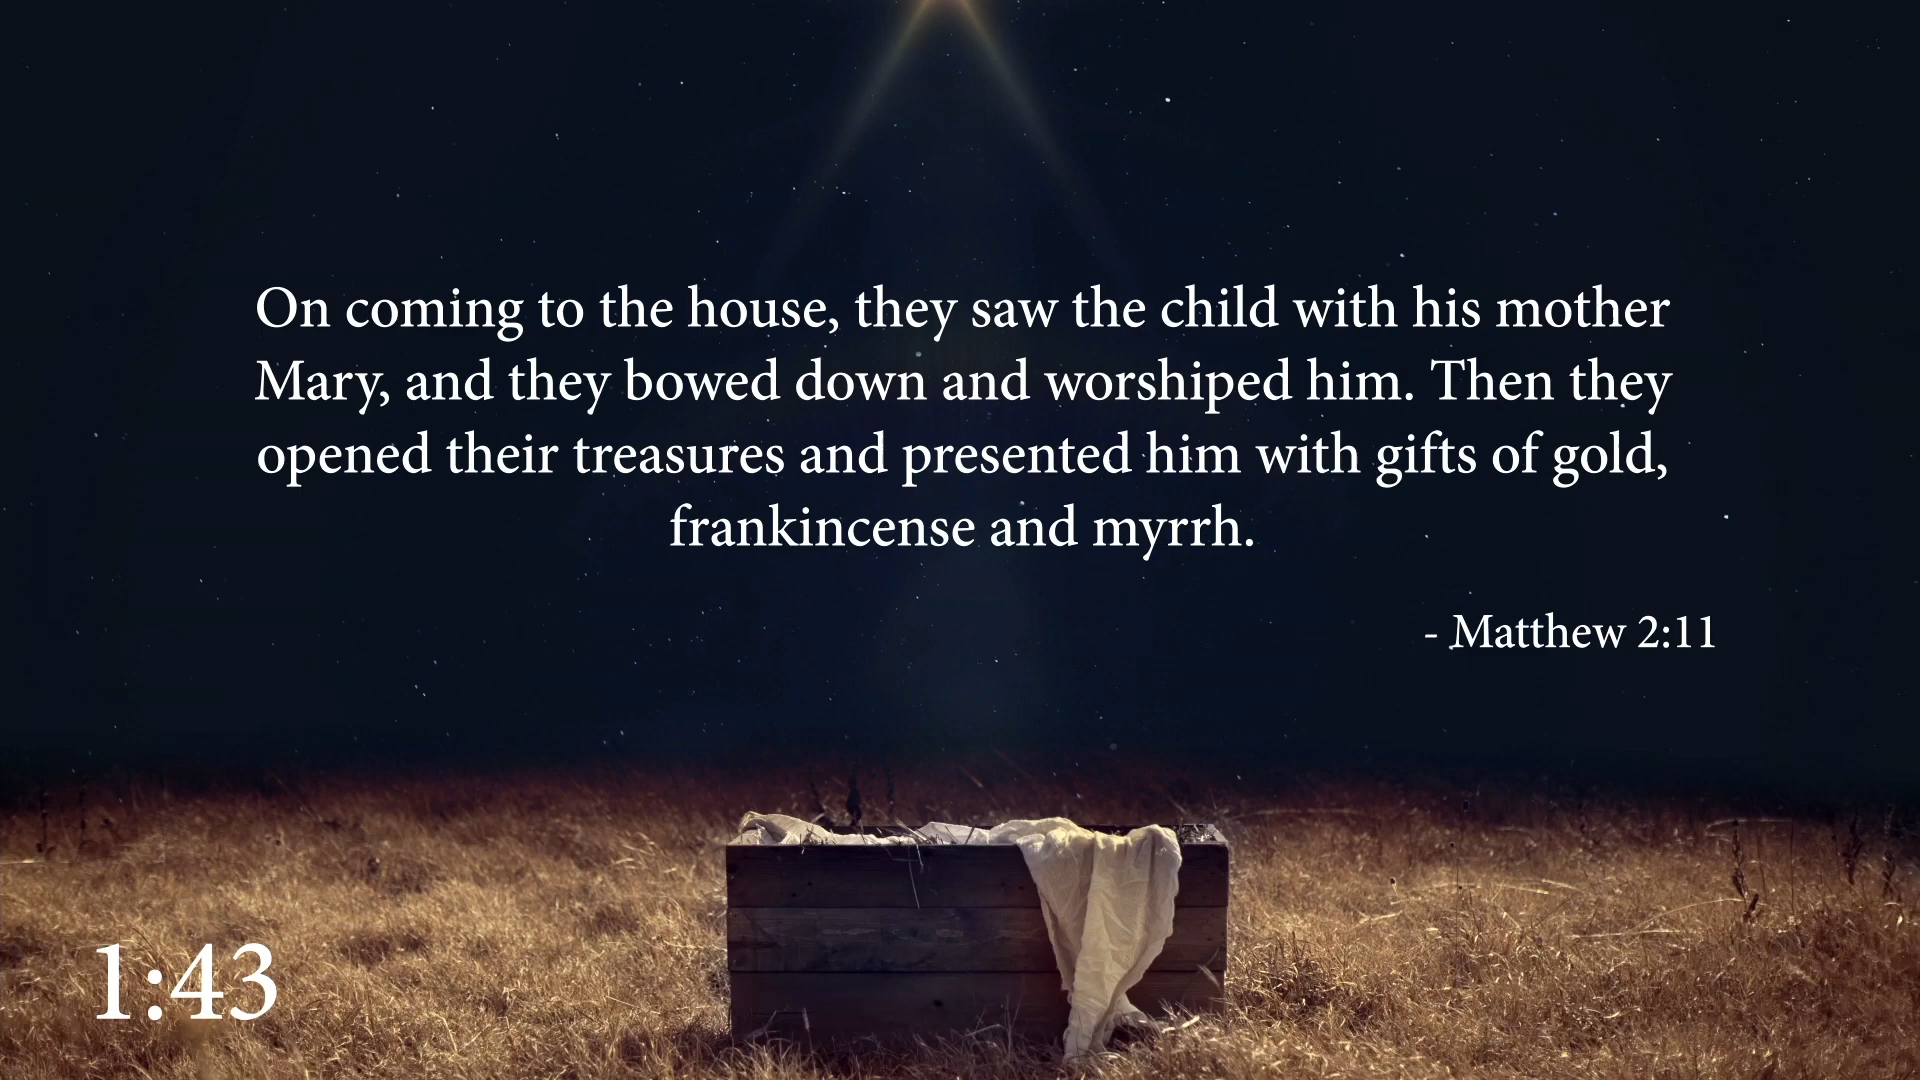 On coming to the house, they saw the child with his mother
Mary, and they bowed down and worshiped him. Then they
opened their treasures and presented him with gifts of gold,
frankincense and myrrh.
- Matthew 2:11
1:43